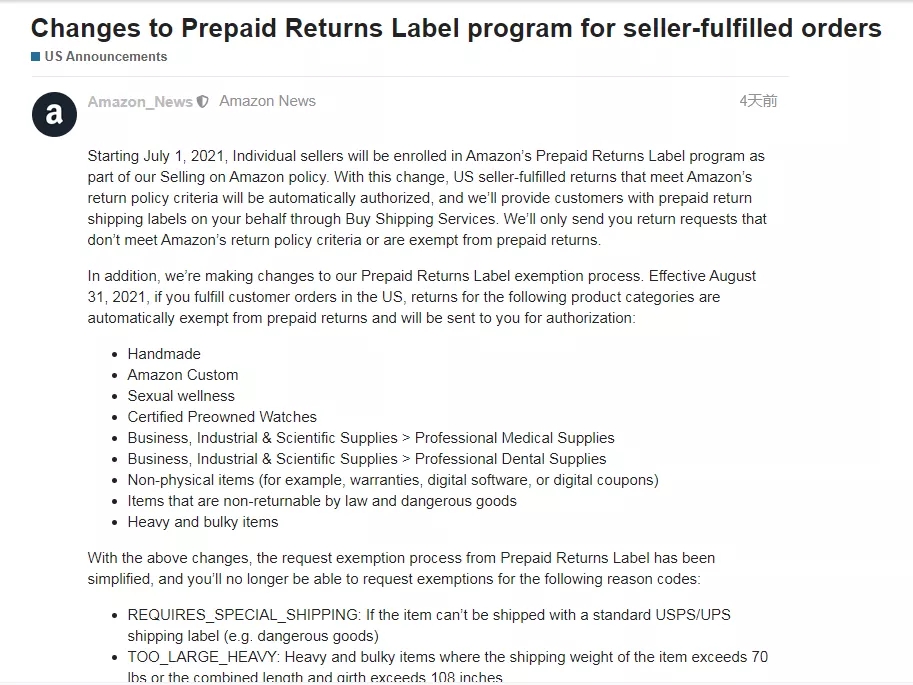 Changes to Prepaid Returns Label program for seller-fulfilled orders
US Announcements
a
Amazon_News Amazon News 4天前
Starting July 1, 2021, Individual sellers will be enrolled in Amazon’s Prepaid Returns Label program as
part of our Selling on Amazon policy. With this change, US seller-fulfilled returns that meet Amazon’s
return policy criteria will be automatically authorized, and we’ll provide customers with prepaid return
shipping labels on your behalf through Buy Shipping Services. We’ll only send you return requests that
don’t meet Amazon’s return policy criteria or are exempt from prepaid returns.
In addition, we’re making changes to our Prepaid Returns Label exemption process. Effective August
31, 2021, if you fulfill customer orders in the US, returns for the following product categories are
automatically exempt from prepaid returns and will be sent to you for authorization:
• Handmade
• Amazon Custom
• Sexual wellness
• Certified Preowned Watches
• Business, Industrial & Scientific Supplies > Professional Medical Supplies
• Business, Industrial & Scientific Supplies > Professional Dental Supplies
• Non-physical items (for example, warranties, digital software, or digital coupons)
• Items that are non-returnable by law and dangerous goods
• Heavy and bulky items
With the above changes, the request exemption process from Prepaid Returns Label has been
simplified, and you’ll no longer be able to request exemptions for the following reason codes:
• REQUIRES_SPECIAL_SHIPPING: If the item can’t be shipped with a standard USPS/UPS
shipping label (e.g. dangerous goods)
• TOO_LARGE_HEAVY: Heavy and bulky items where the shipping weight of the item exceeds 70
lbs or the combined length and girth exceeds 108 inches